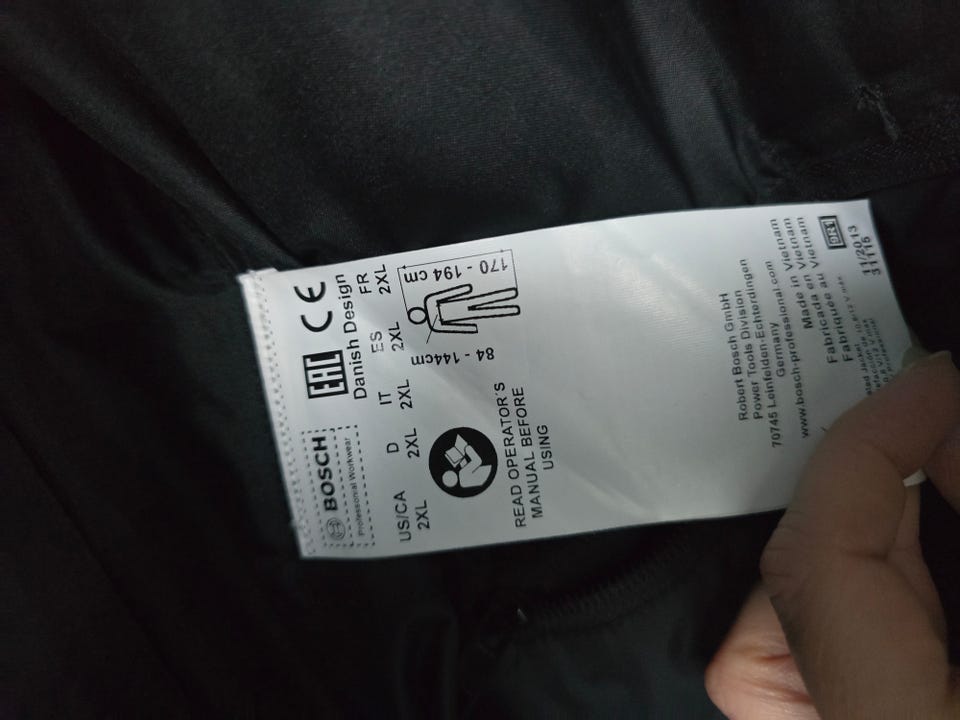 BOSCH
Professional Workwear
EAC CE
Danish Design
US/CA D IT ES FR
2XL 2XL 2XL 2XL 2XL
170 - 194 cm
84 - 144cm
READ OPERATOR'S
MANUAL BEFORE
USING
Robert Bosch GmbH
Power Tools Division
70745 Leinfelden-Echterdingen
Germany
www.bosch-professional.com
Made in Vietnam
Fabricada en Vietnam
Fabriquée au Vietnam
11/2013
31115